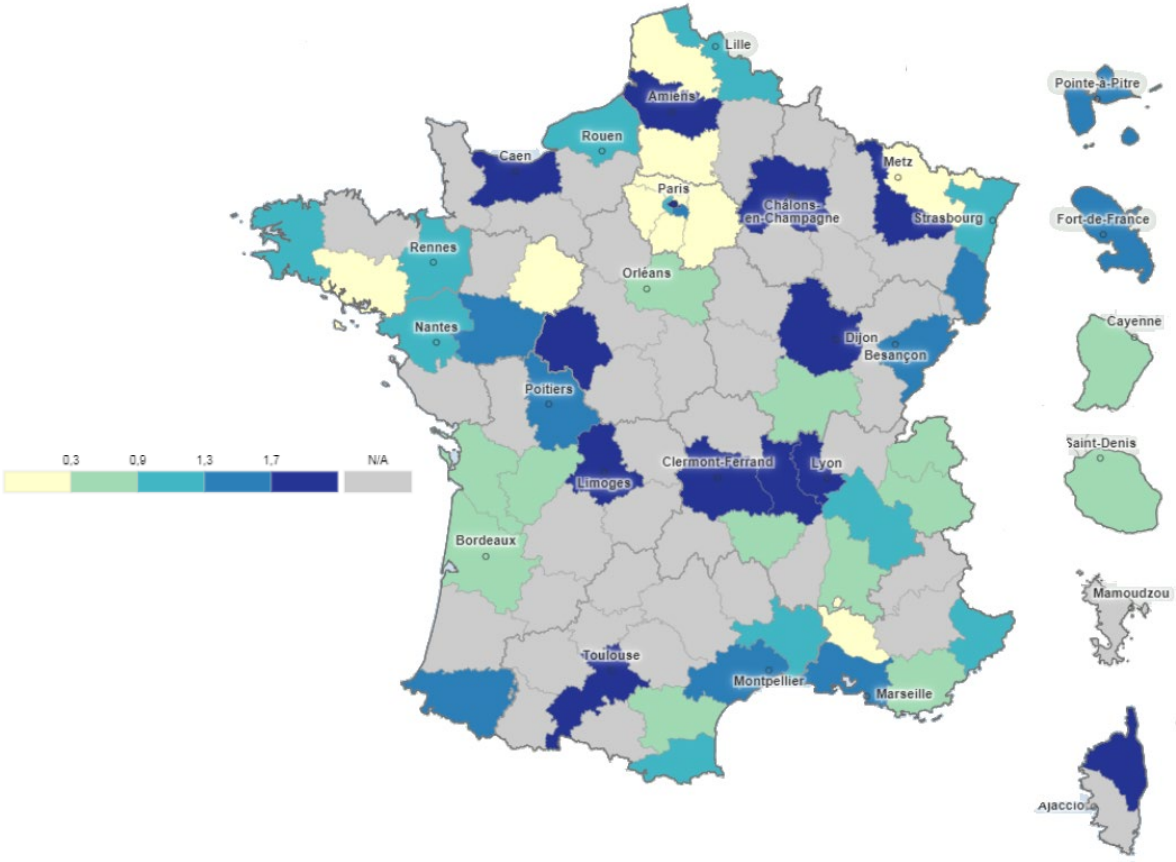 Lille
Pointe-à-Pitre
Amiens
Rouen
Caen
Metz
Paris
Châlons-
en-Champagne
Strasbourg
Fort-de-France
Rennes
Orléans
Nantes
Cayenne
Dijon
Besançon
Poitiers
Saint-Denis
0,3 0,9 1,3 1,7 N/A
Clermont-Ferrand
Lyon
Limoges
Bordeaux
Mamoudzou
Toulouse
Montpellier
Marseille
Ajaccio